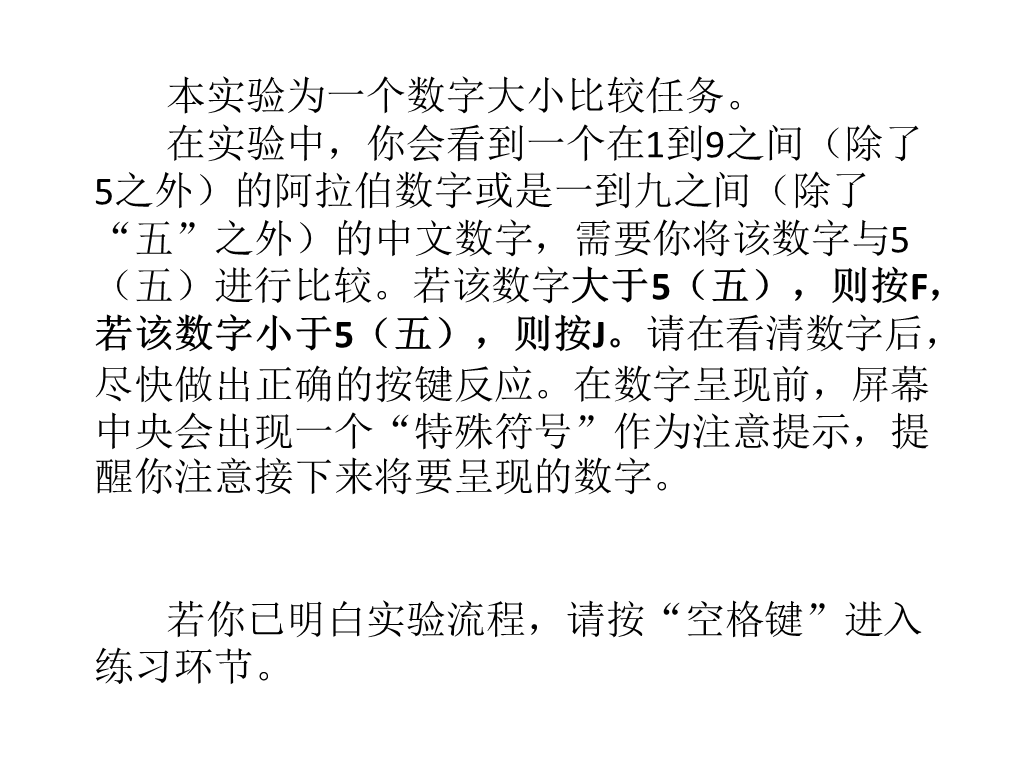 本实验为一个数字大小比较任务。
在实验中，你会看到一个在1到9之间（除了
5之外）的阿拉伯数字或是一到九之间（除了
“五”之外）的中文数字，需要你将该数字与5
（五）进行比较。若该数字大于5（五），则按F，
若该数字小于5（五），则按J。请在看清数字后，
尽快做出正确的按键反应。在数字呈现前，屏幕
中央会出现一个“特殊符号”作为注意提示，提
醒你注意接下来将要呈现的数字。
若你已明白实验流程，请按“空格键”进入
练习环节。